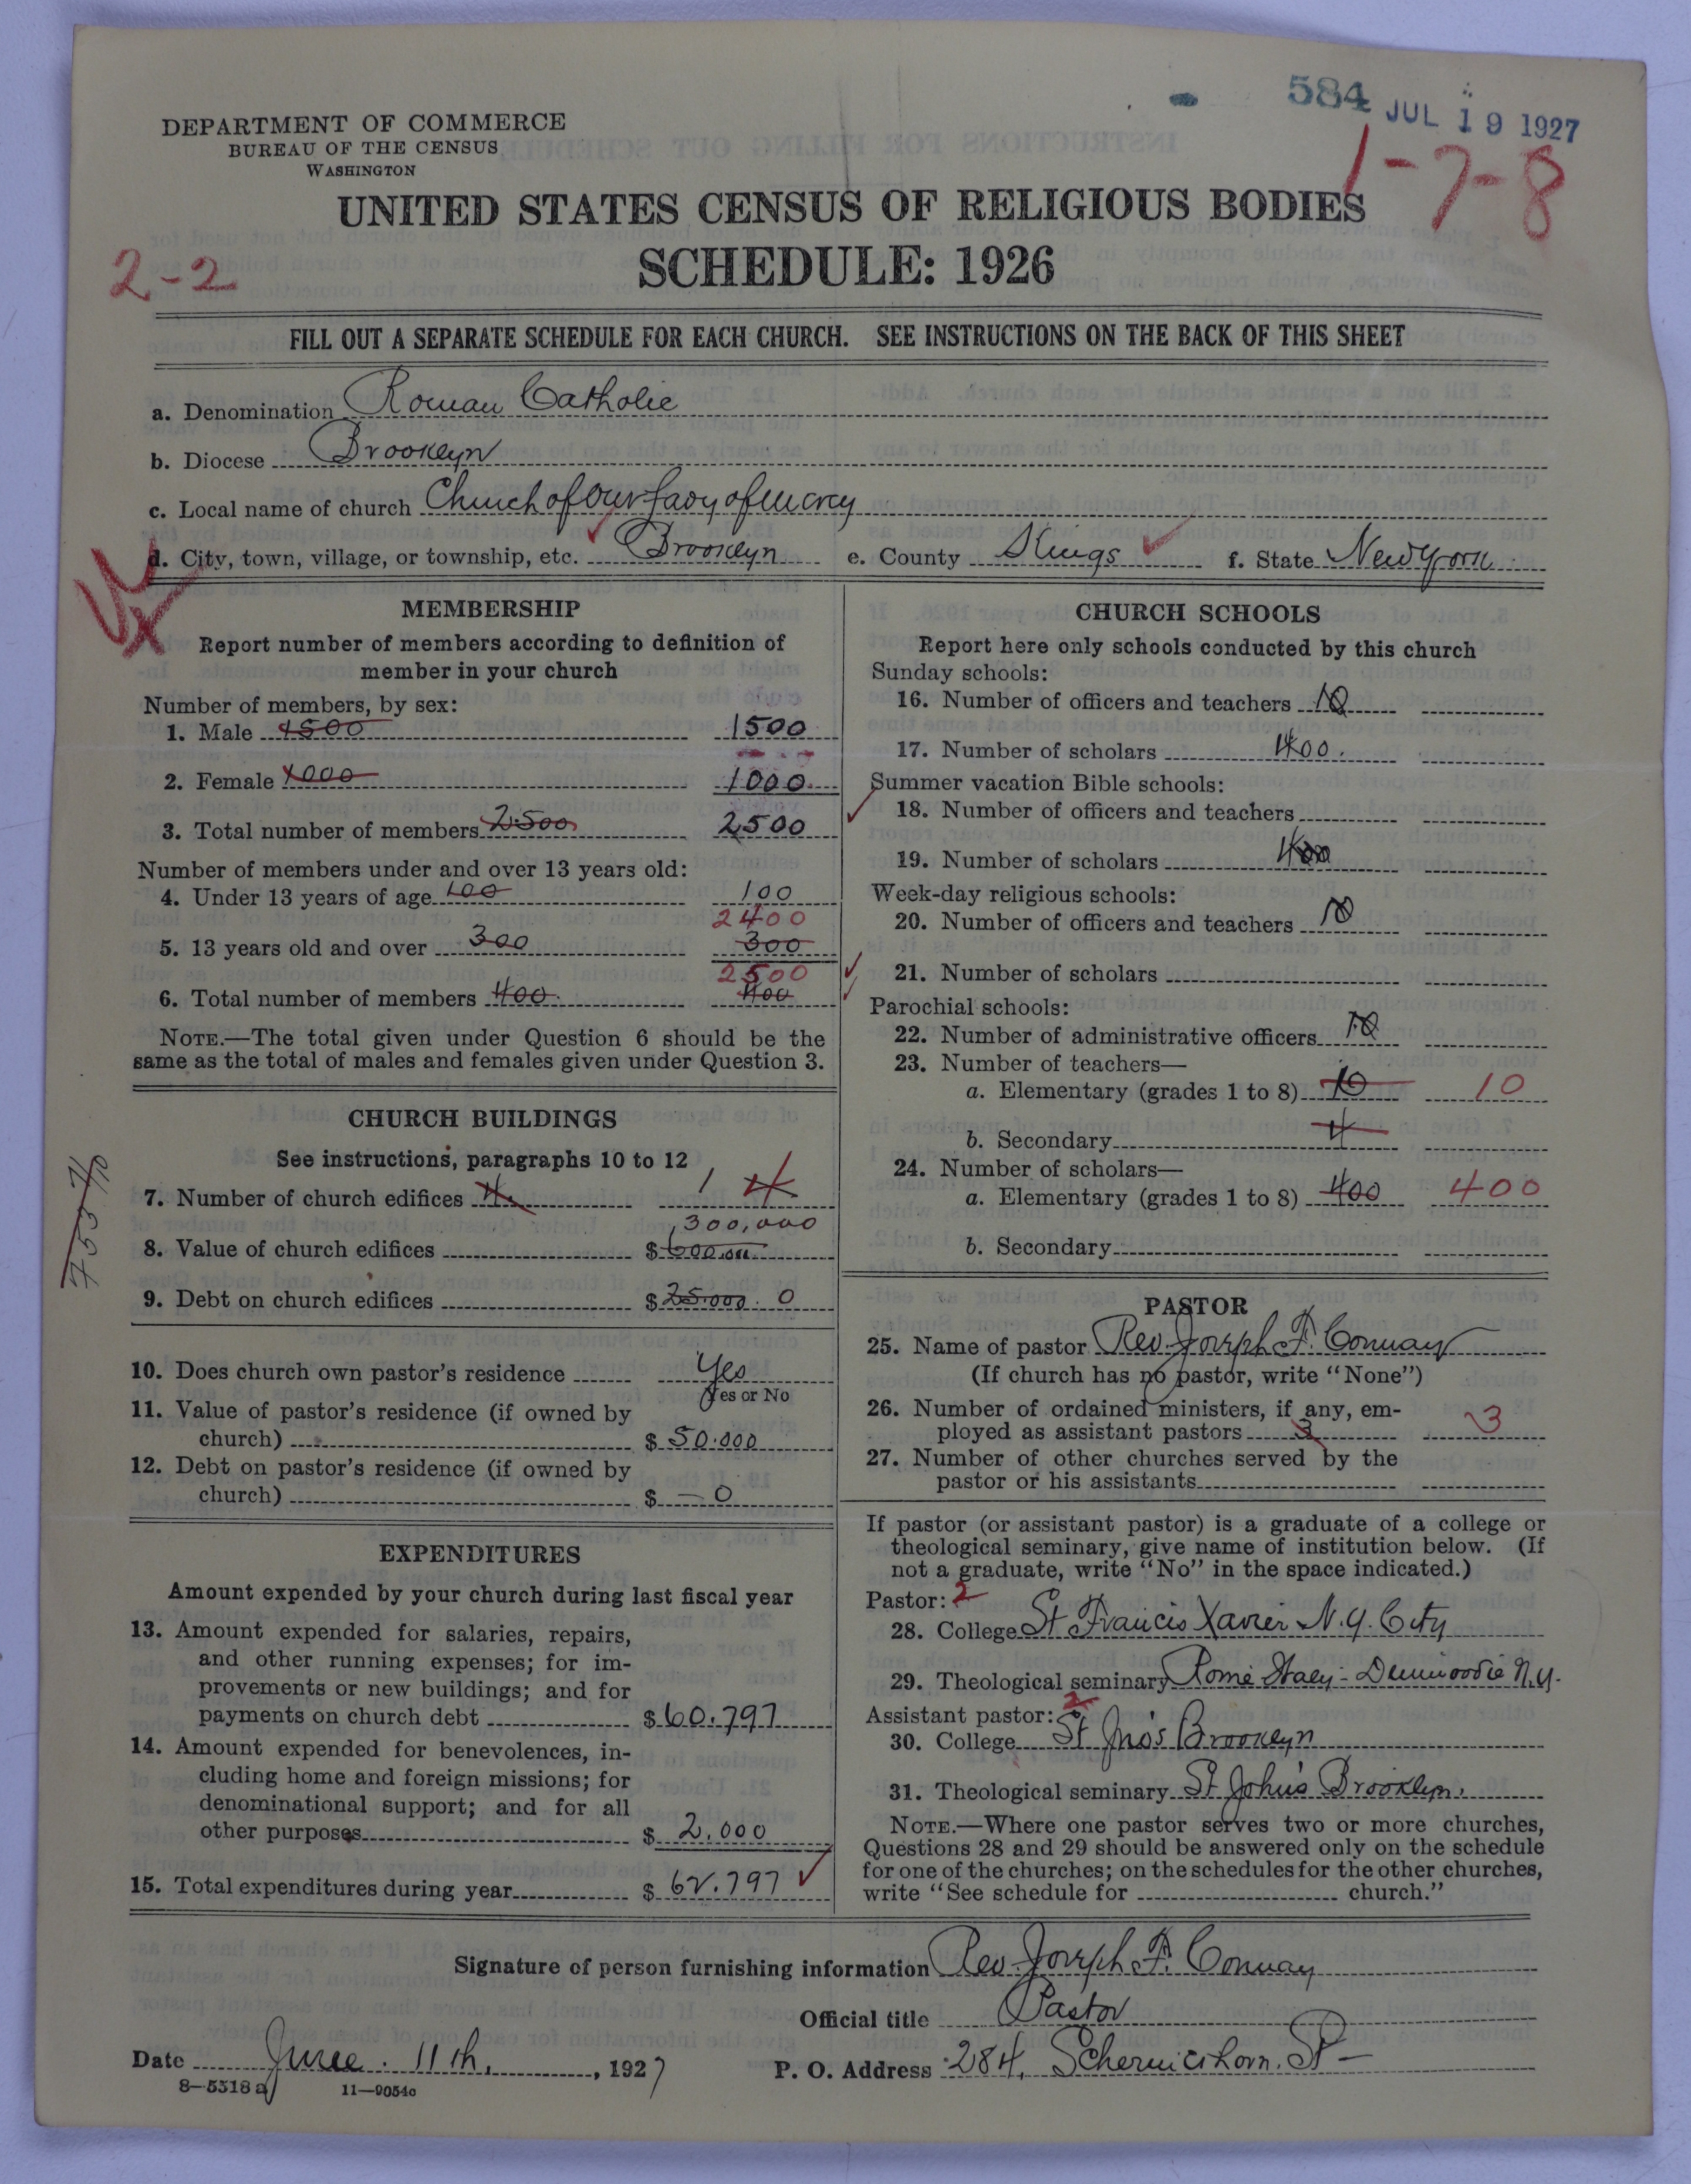 584 JUL 19 1927
DEPARTMENT OF COMMERCE
BUREAU OF THE CENSUS
WASHINGTON
1-7-8
UNITED STATES CENSUS OF RELIGIOUS BODIES
SCHEDULE: 1926
2-2
FILL OUT A SEPARATE SCHEDULE FOR EACH CHURCH. SEE INSTRUCTIONS ON THE BACK OF THIS SHEET
a. Denomination Roman Catholic
b. Diocese Brooklyn
c. Local name of church Church of Our Lady of Mercy
d. City, town, village, or township, etc. Brooklyn e. County Kings f. State New York
MEMBERSHIP
Report number of members according to definition of
member in your church
Number of members, by sex:
1. Male 1500 1500
2. Female 1000 1000
3. Total number of members 2500 2500
Number of members under and over 13 years old:
4. Under 13 years of age 100 100
2400
5. 13 years old and over 300 300
2500
6. Total number of members 400 400
NOTE.—The total given under Question 6 should be the
same as the total of males and females given under Question 3.
CHURCH BUILDINGS
See instructions, paragraphs 10 to 12
7. Number of church edifices 4 1 4
300,000
8. Value of church edifices $ 600.000
9. Debt on church edifices $ 25.000 0
10. Does church own pastor's residence Yes
Yes or No
11. Value of pastor's residence (if owned by
church) $ 50.000
12. Debt on pastor's residence (if owned by
church) $ — 0
EXPENDITURES
Amount expended by your church during last fiscal year
13. Amount expended for salaries, repairs,
and other running expenses; for im-
provements or new buildings; and for
payments on church debt $ 60.797
14. Amount expended for benevolences, in-
cluding home and foreign missions; for
denominational support; and for all
other purposes $ 2.000
15. Total expenditures during year $ 62.797
CHURCH SCHOOLS
Report here only schools conducted by this church
Sunday schools:
16. Number of officers and teachers 10
17. Number of scholars 400.
Summer vacation Bible schools:
18. Number of officers and teachers
19. Number of scholars 400
Week-day religious schools:
20. Number of officers and teachers 10
21. Number of scholars
Parochial schools:
22. Number of administrative officers 10
23. Number of teachers—
a. Elementary (grades 1 to 8) 10 10
b. Secondary 4
24. Number of scholars—
a. Elementary (grades 1 to 8) 400 400
b. Secondary
PASTOR
25. Name of pastor Rev. Joseph F. Conway
(If church has no pastor, write "None")
26. Number of ordained ministers, if any, em-
ployed as assistant pastors 3 3
27. Number of other churches served by the
pastor or his assistants
If pastor (or assistant pastor) is a graduate of a college or
theological seminary, give name of institution below. (If
not a graduate, write "No" in the space indicated.)
Pastor: 2
28. College St Francis Xavier N.Y. City
29. Theological seminary Rome Italy - Dunwoodie N.Y.
Assistant pastor: 2
30. College St Jno's Brooklyn
31. Theological seminary St John's Brooklyn.
NOTE.—Where one pastor serves two or more churches,
Questions 28 and 29 should be answered only on the schedule
for one of the churches; on the schedules for the other churches,
write "See schedule for church."
Signature of person furnishing information Rev. Joseph F. Conway
Official title Pastor
Date June. 11th, 1927 P. O. Address 284, Schermerhorn. St —
8-5318a 11-9054c